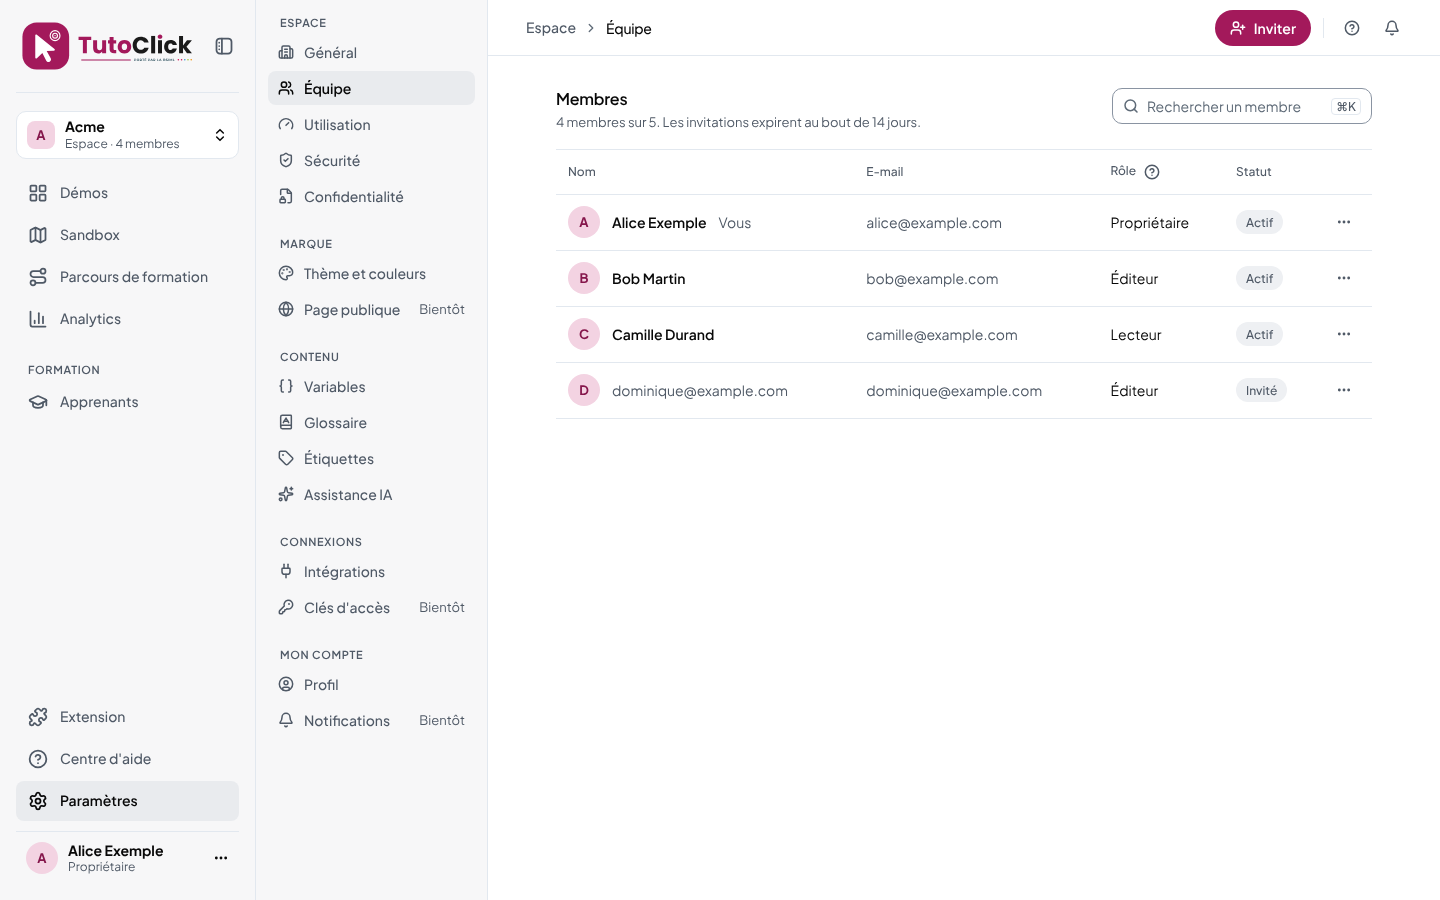 TutoClick
A
Acme
Espace · 4 membres
Démos
Sandbox
Parcours de formation
Analytics
FORMATION
Apprenants
Extension
Centre d'aide
Paramètres
A
Alice Exemple
Propriétaire
ESPACE
Général
Équipe
Utilisation
Sécurité
Confidentialité
MARQUE
Thème et couleurs
Page publique Bientôt
CONTENU
Variables
Glossaire
Étiquettes
Assistance IA
CONNEXIONS
Intégrations
Clés d'accès Bientôt
MON COMPTE
Profil
Notifications Bientôt
Espace Équipe
Inviter
Membres
4 membres sur 5. Les invitations expirent au bout de 14 jours.
Rechercher un membre ⌘K
Nom E-mail Rôle Statut
A Alice Exemple Vous alice@example.com Propriétaire Actif
B Bob Martin bob@example.com Éditeur Actif
C Camille Durand camille@example.com Lecteur Actif
D dominique@example.com dominique@example.com Éditeur Invité